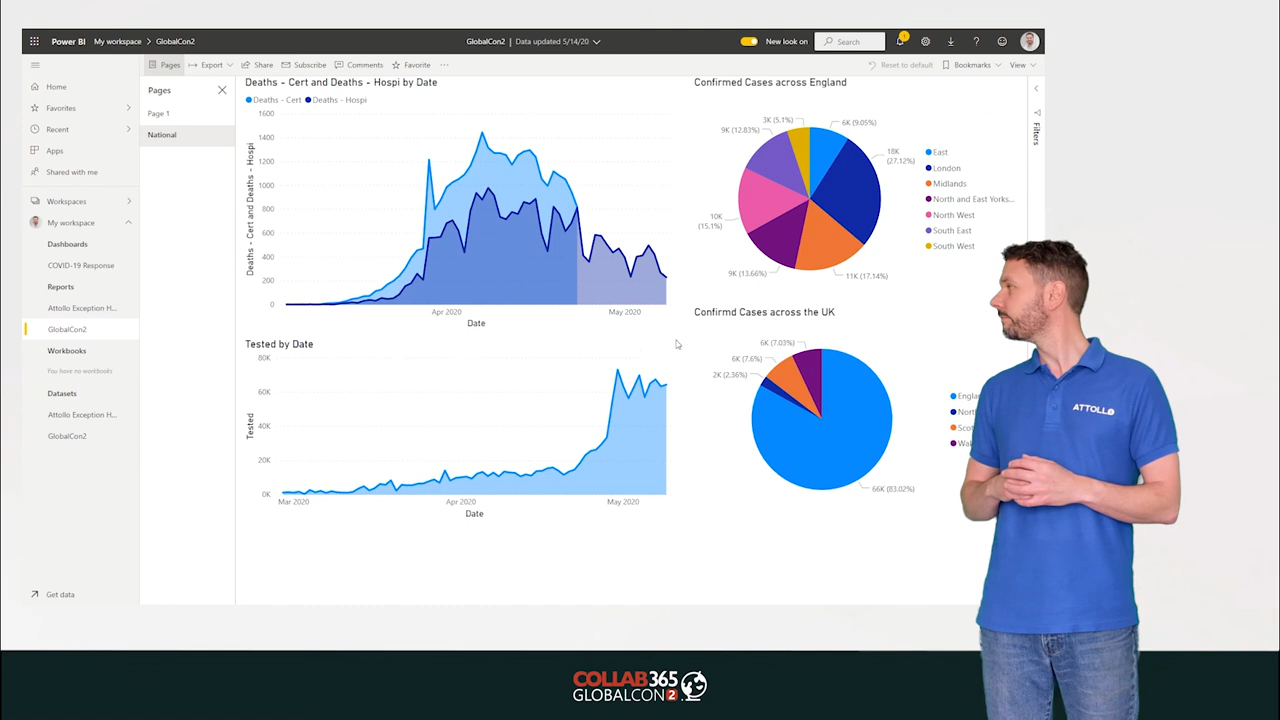 Power BI My workspace > GlobalCon2
GlobalCon2 | Data updated 5/14/20
New look on
Search
1
Pages
Export
Share
Subscribe
Comments
Favorite
Reset to default
Bookmarks
View
Home
Favorites
Recent
Apps
Shared with me
Workspaces
My workspace
Dashboards
COVID-19 Response
Reports
Attollo Exception H...
GlobalCon2
Workbooks
You have no workbooks
Datasets
Attollo Exception H...
GlobalCon2
Get data
Pages
Page 1
National
Deaths - Cert and Deaths - Hospi by Date
Deaths - Cert Deaths - Hospi
Deaths - Cert and Deaths - Hospi
1600
1400
1200
1000
800
600
400
200
0
Apr 2020 May 2020
Date
Tested by Date
Tested
80K
60K
40K
20K
0K
Mar 2020 Apr 2020 May 2020
Date
Confirmed Cases across England
3K (5.1%)
6K (9.05%)
9K (12.83%)
18K
(27.12%)
10K
(15.1%)
9K (13.66%)
11K (17.14%)
East
London
Midlands
North and East Yorks...
North West
South East
South West
Filters
Confirmd Cases across the UK
6K (7.03%)
6K (7.6%)
2K (2.36%)
66K (83.02%)
Engla
Nort
Scot
Wal
ATTOLLO
COLLAB365
GLOBALCON2